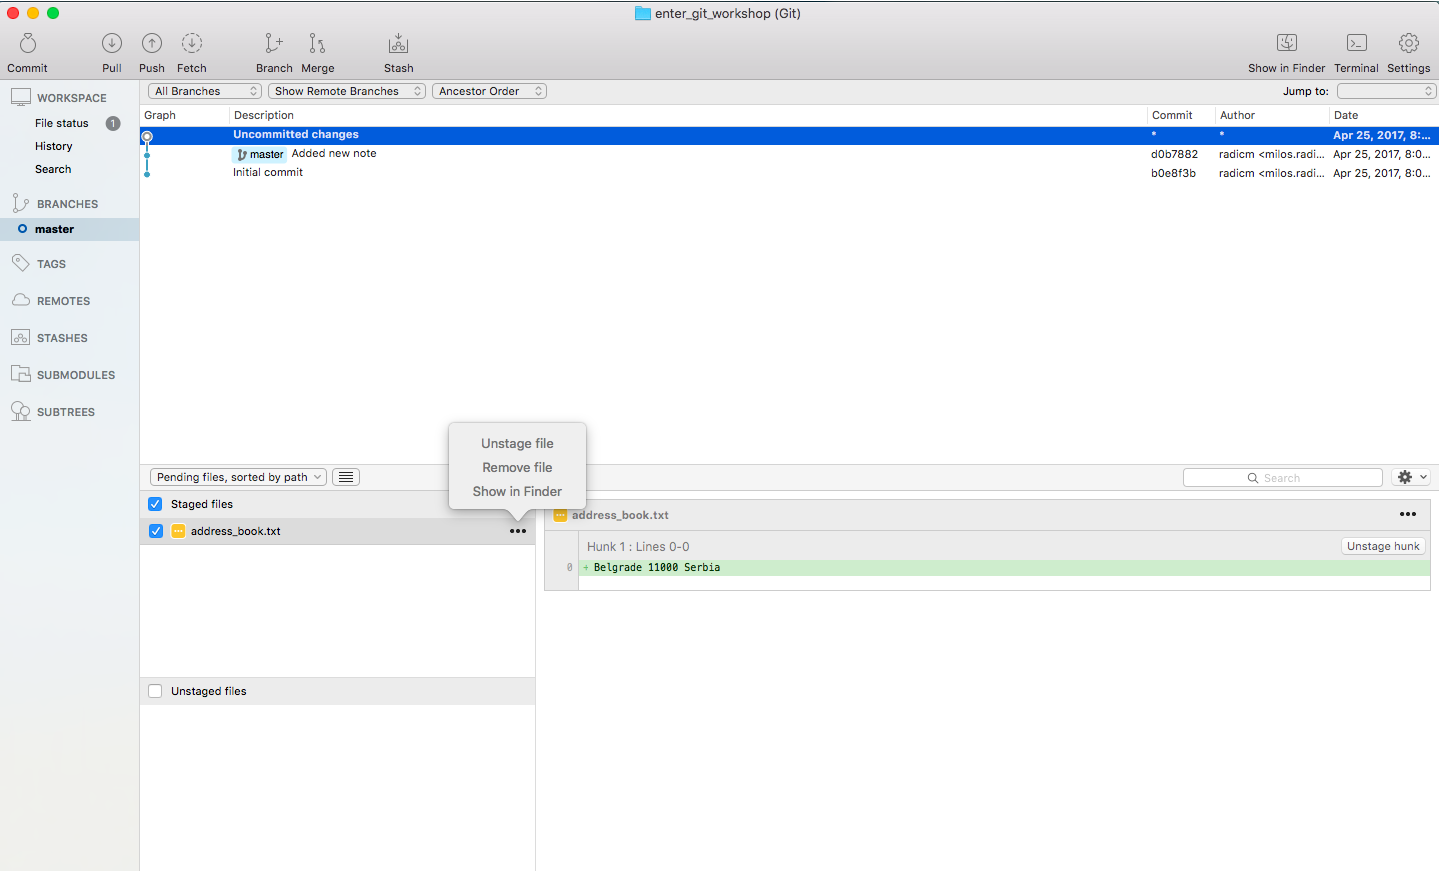 enter_git_workshop (Git)
Commit Pull Push Fetch Branch Merge Stash Show in Finder Terminal Settings
WORKSPACE
File status 1
History
Search
BRANCHES
master
TAGS
REMOTES
STASHES
SUBMODULES
SUBTREES
All Branches Show Remote Branches Ancestor Order Jump to:
Graph Description Commit Author Date
Uncommitted changes * * Apr 25, 2017, 8:...
master Added new note d0b7882 radicm <milos.radi... Apr 25, 2017, 8:0...
Initial commit b0e8f3b radicm <milos.radi... Apr 25, 2017, 8:0...
Unstage file
Remove file
Show in Finder
Pending files, sorted by path Search
Staged files
address_book.txt
Unstaged files
address_book.txt
Hunk 1 : Lines 0-0 Unstage hunk
0 + Belgrade 11000 Serbia